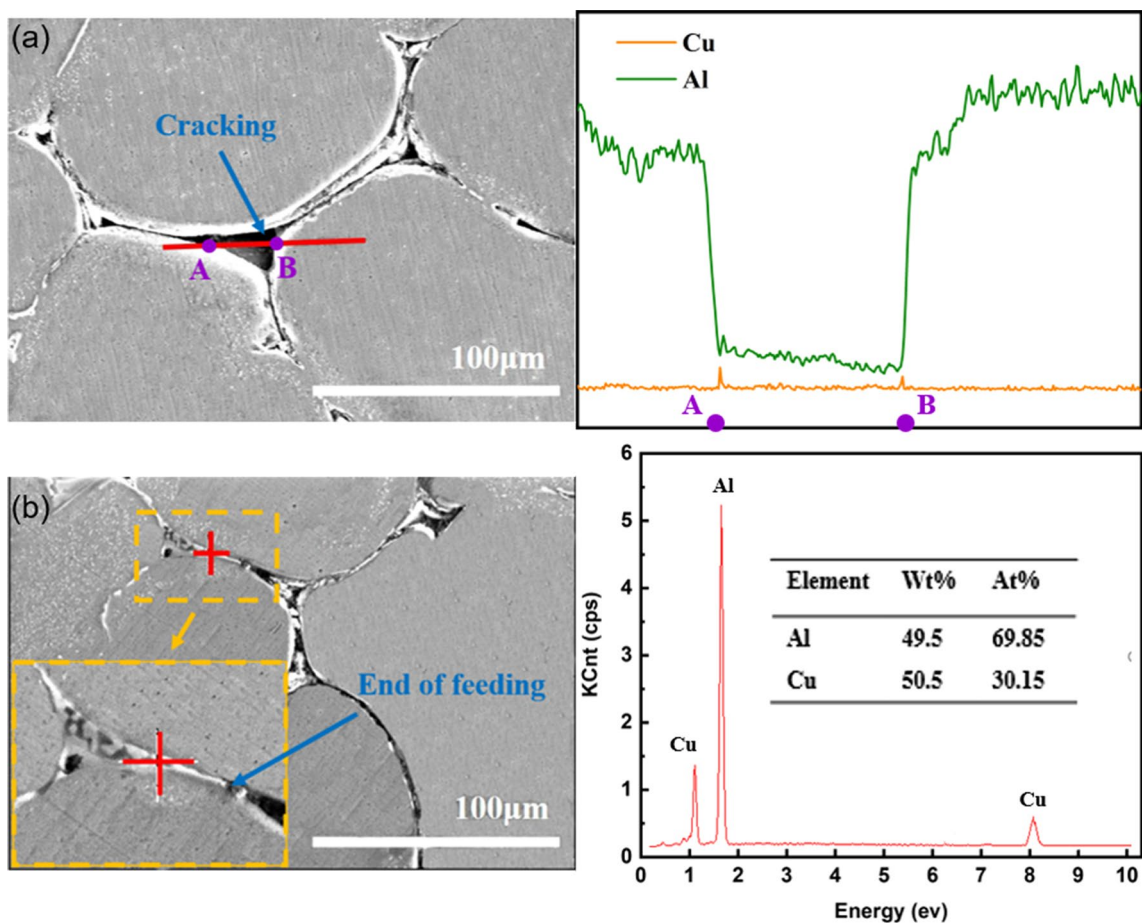 (a)
Cracking
A
B
100μm
Cu
Al
A
B
(b)
End of feeding
100μm
6
5
4
3
2
1
0
KCnt (cps)
Cu
Al
Cu
Element Wt% At%
Al 49.5 69.85
Cu 50.5 30.15
0 1 2 3 4 5 6 7 8 9 10
Energy (ev)